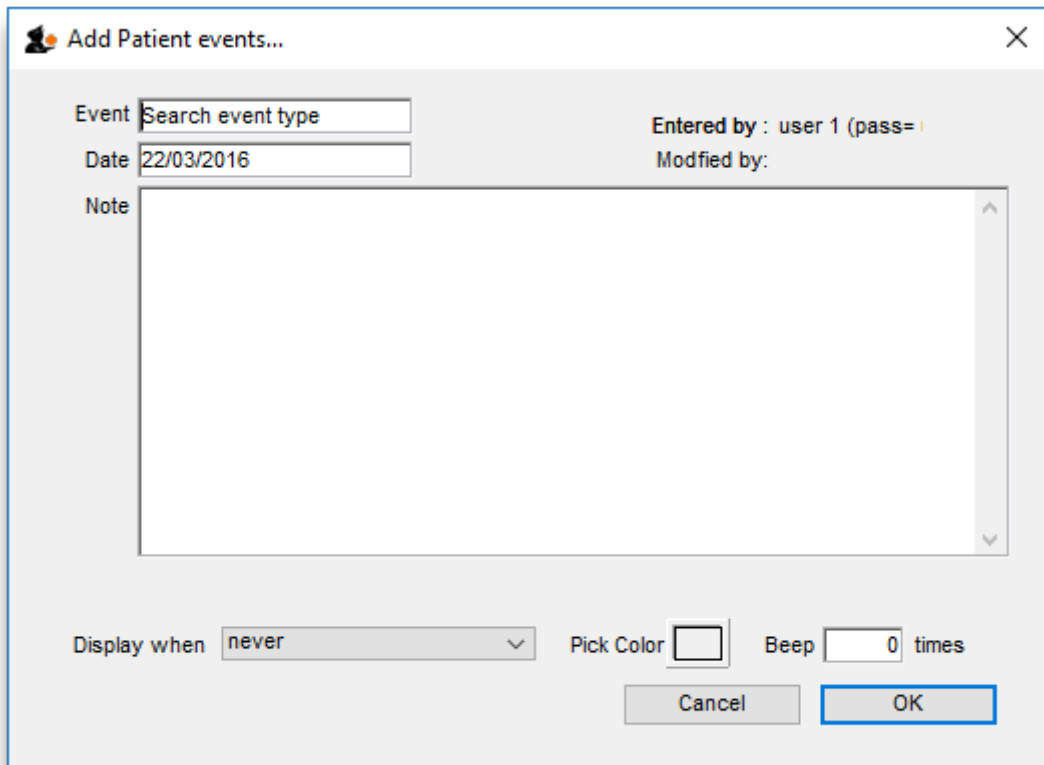 Add Patient events...
Event Search event type
Entered by : user 1 (pass=
Date 22/03/2016
Modfied by:
Note
Display when never Pick Color Beep 0 times
Cancel OK